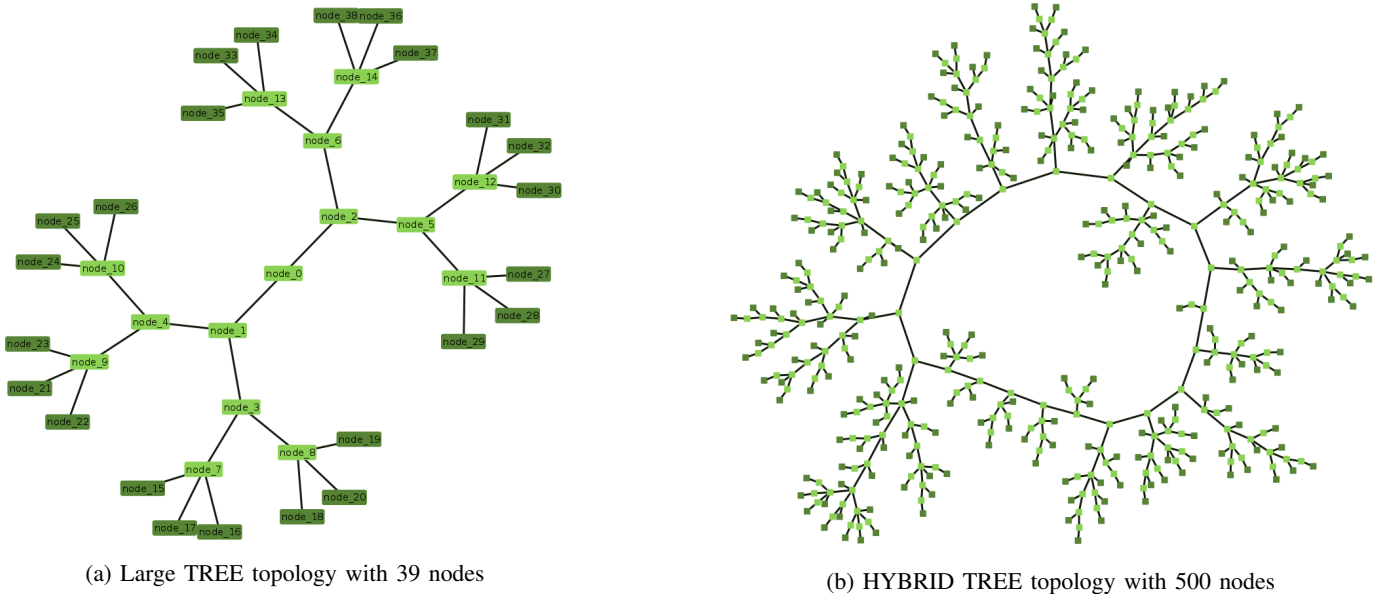 node_38
node_36
node_34
node_33
node_37
node_14
node_13
node_35
node_31
node_6
node_32
node_12
node_30
node_26
node_25
node_2
node_5
node_24
node_10
node_0
node_27
node_11
node_28
node_4
node_1
node_29
node_23
node_9
node_21
node_3
node_22
node_19
node_8
node_7
node_15
node_20
node_18
node_17
node_16
(a) Large TREE topology with 39 nodes
(b) HYBRID TREE topology with 500 nodes